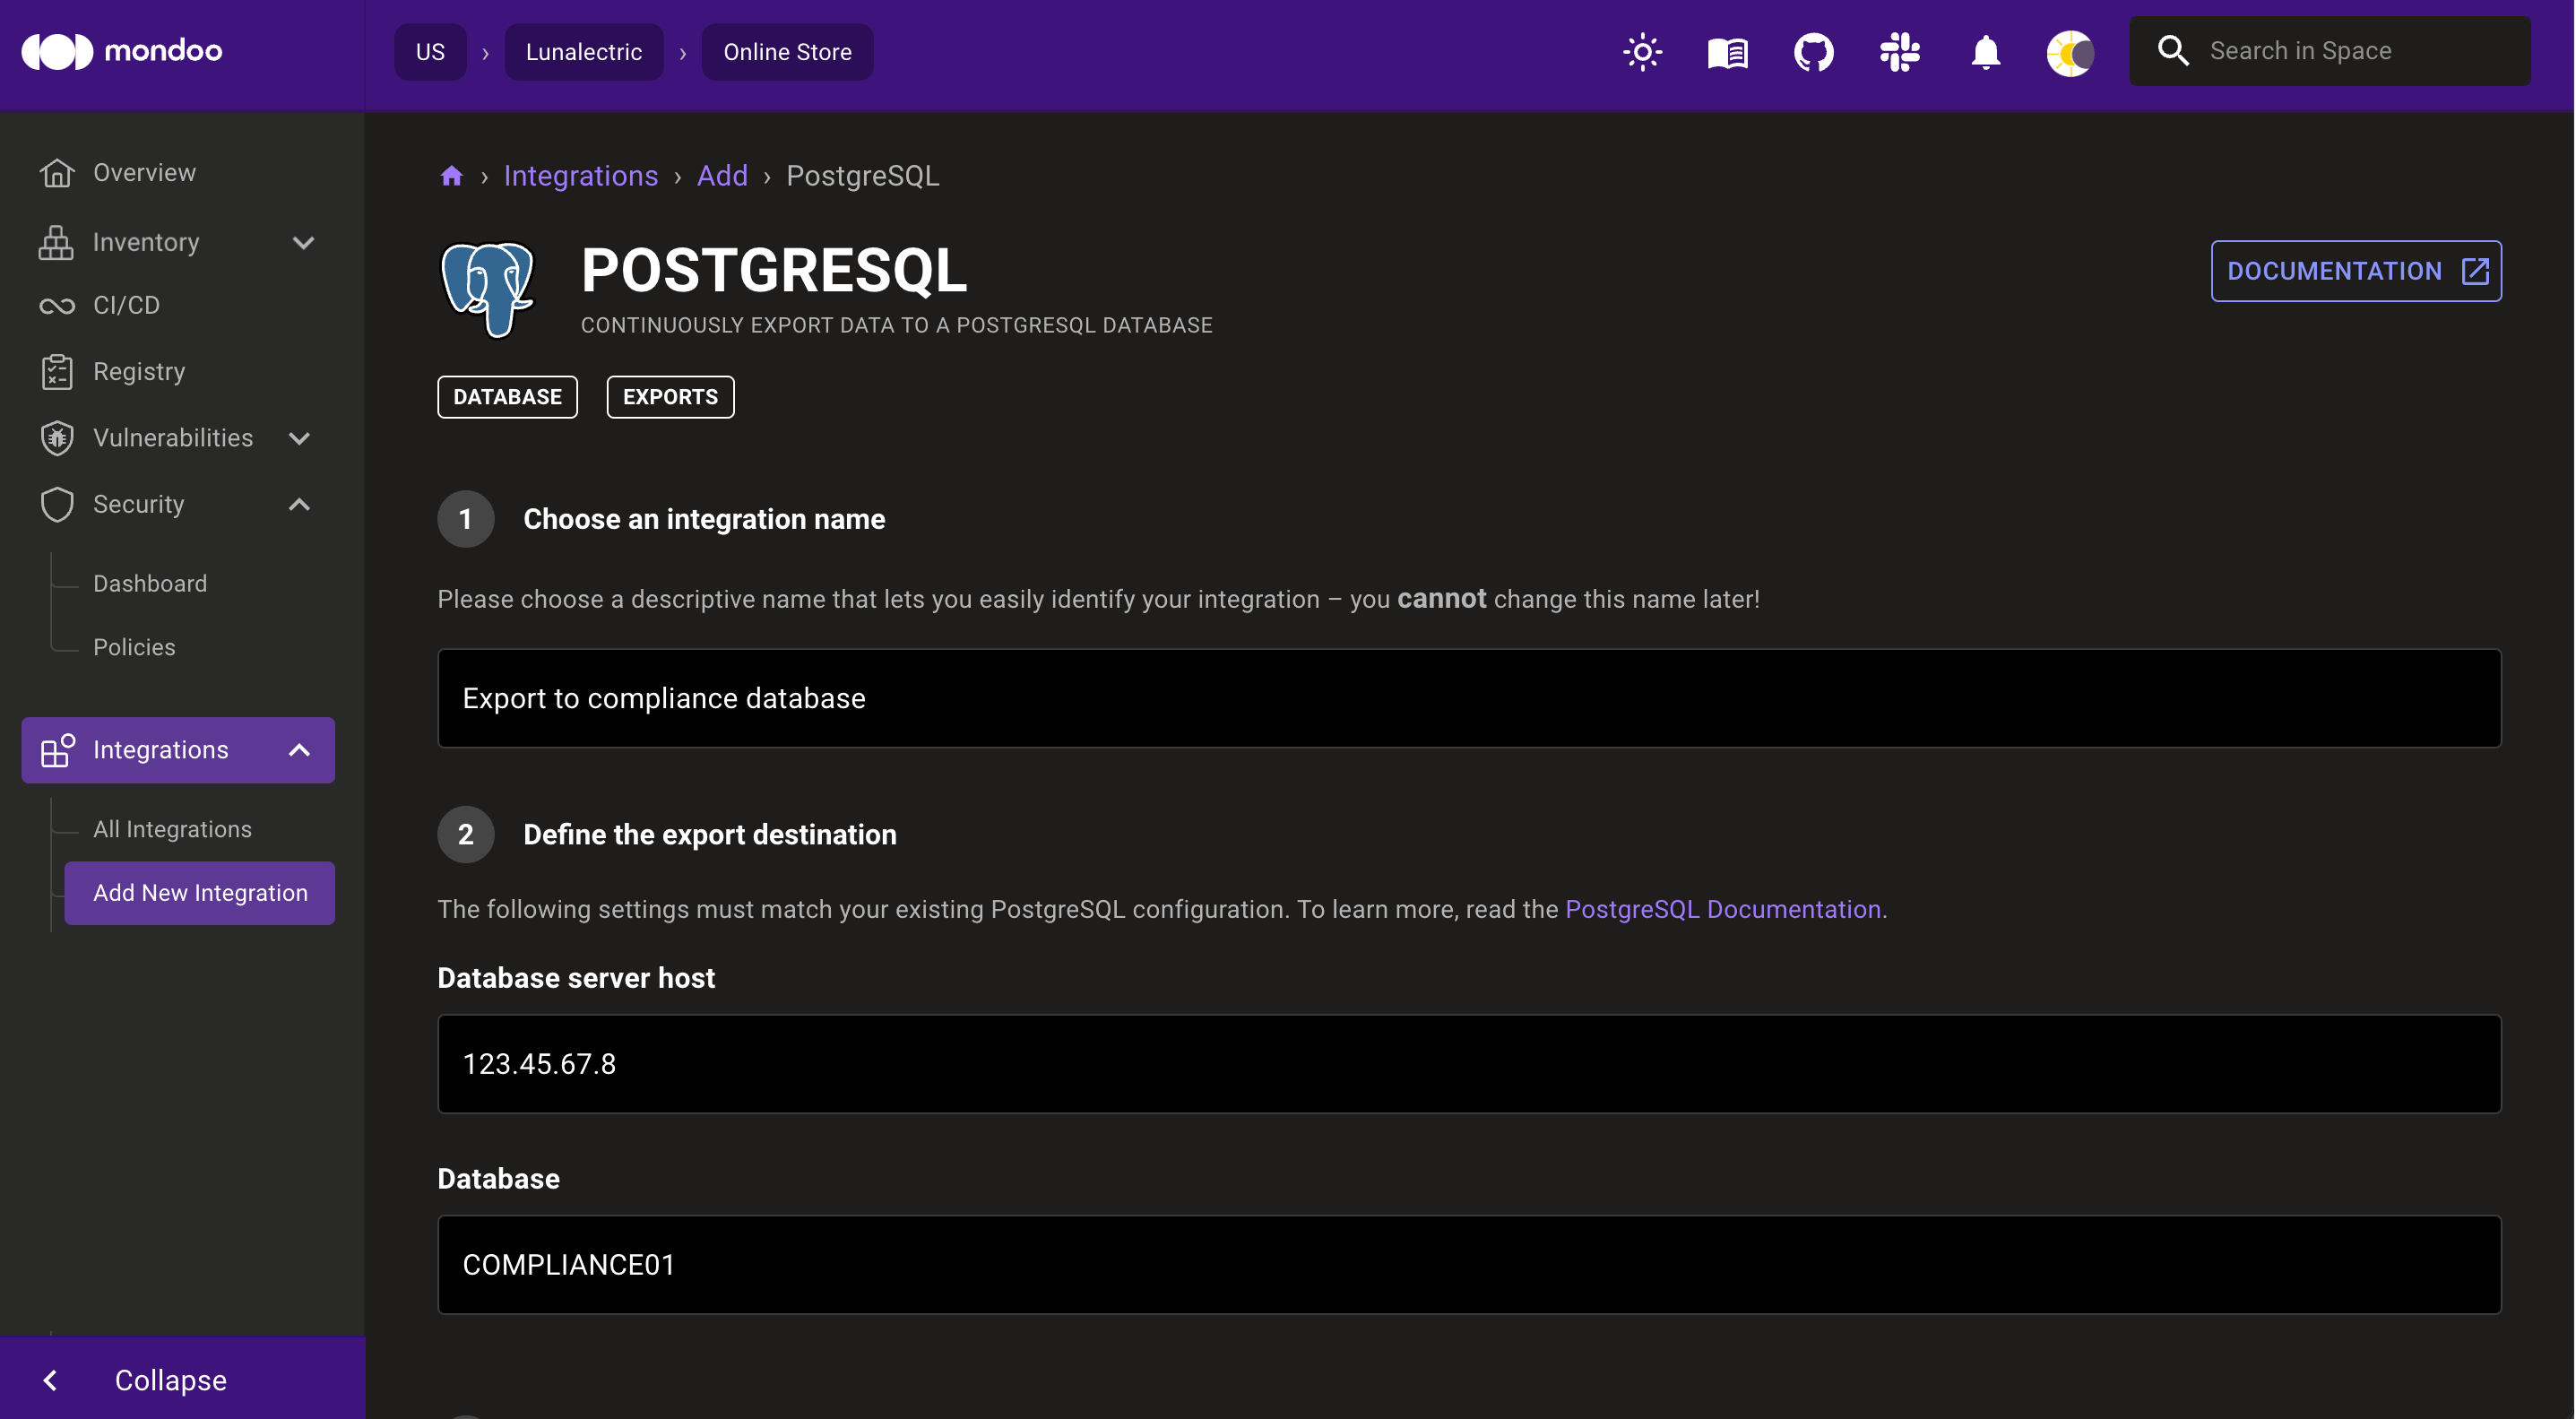 mondoo
US › Lunalectric › Online Store
Search in Space
Overview
Inventory
CI/CD
Registry
Vulnerabilities
Security
Dashboard
Policies
Integrations
All Integrations
Add New Integration
Collapse
› Integrations › Add › PostgreSQL
POSTGRESQL
CONTINUOUSLY EXPORT DATA TO A POSTGRESQL DATABASE
DOCUMENTATION
DATABASE EXPORTS
1 Choose an integration name
Please choose a descriptive name that lets you easily identify your integration – you cannot change this name later!
Export to compliance database
2 Define the export destination
The following settings must match your existing PostgreSQL configuration. To learn more, read the PostgreSQL Documentation.
Database server host
123.45.67.8
Database
COMPLIANCE01